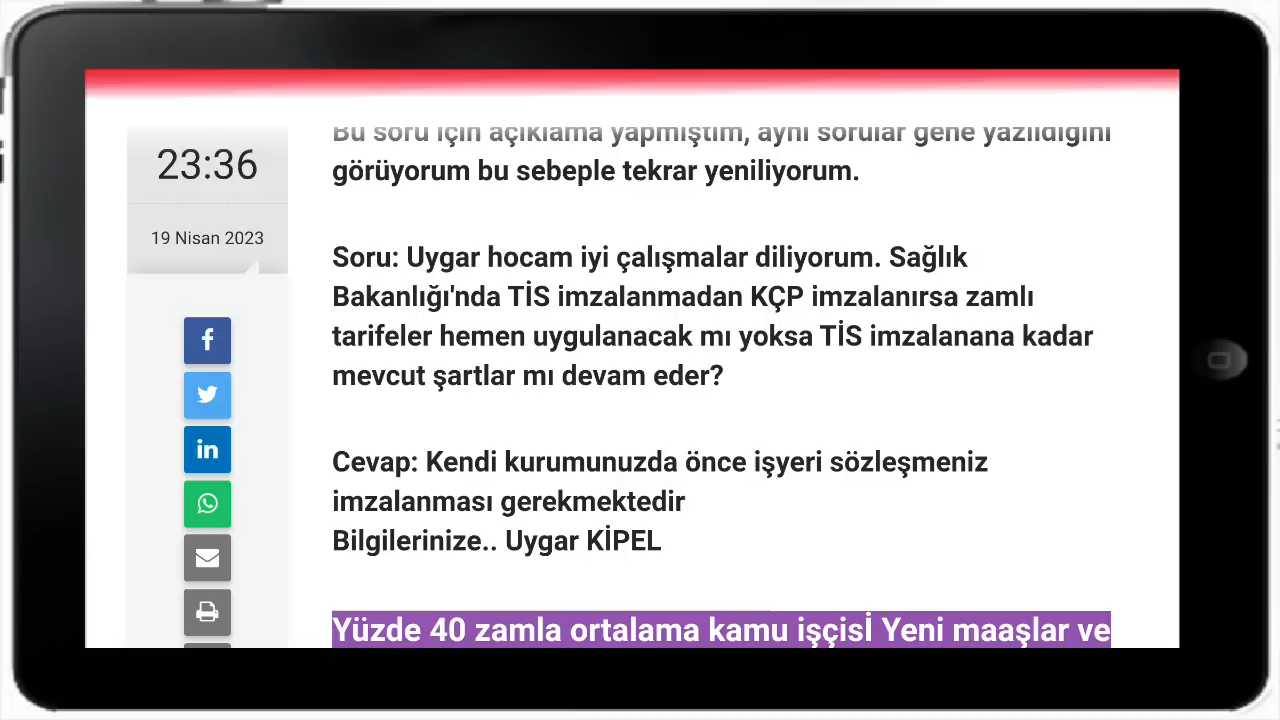 23:36
19 Nisan 2023
Bu soru için açıklama yapmıştım, aynı sorular gene yazıldığını
görüyorum bu sebeple tekrar yeniliyorum.
Soru: Uygar hocam iyi çalışmalar diliyorum. Sağlık
Bakanlığı'nda TİS imzalanmadan KÇP imzalanırsa zamlı
tarifeler hemen uygulanacak mı yoksa TİS imzalanana kadar
mevcut şartlar mı devam eder?
Cevap: Kendi kurumunuzda önce işyeri sözleşmeniz
imzalanması gerekmektedir
Bilgilerinize.. Uygar KİPEL
Yüzde 40 zamla ortalama kamu işçisİ Yeni maaşlar ve